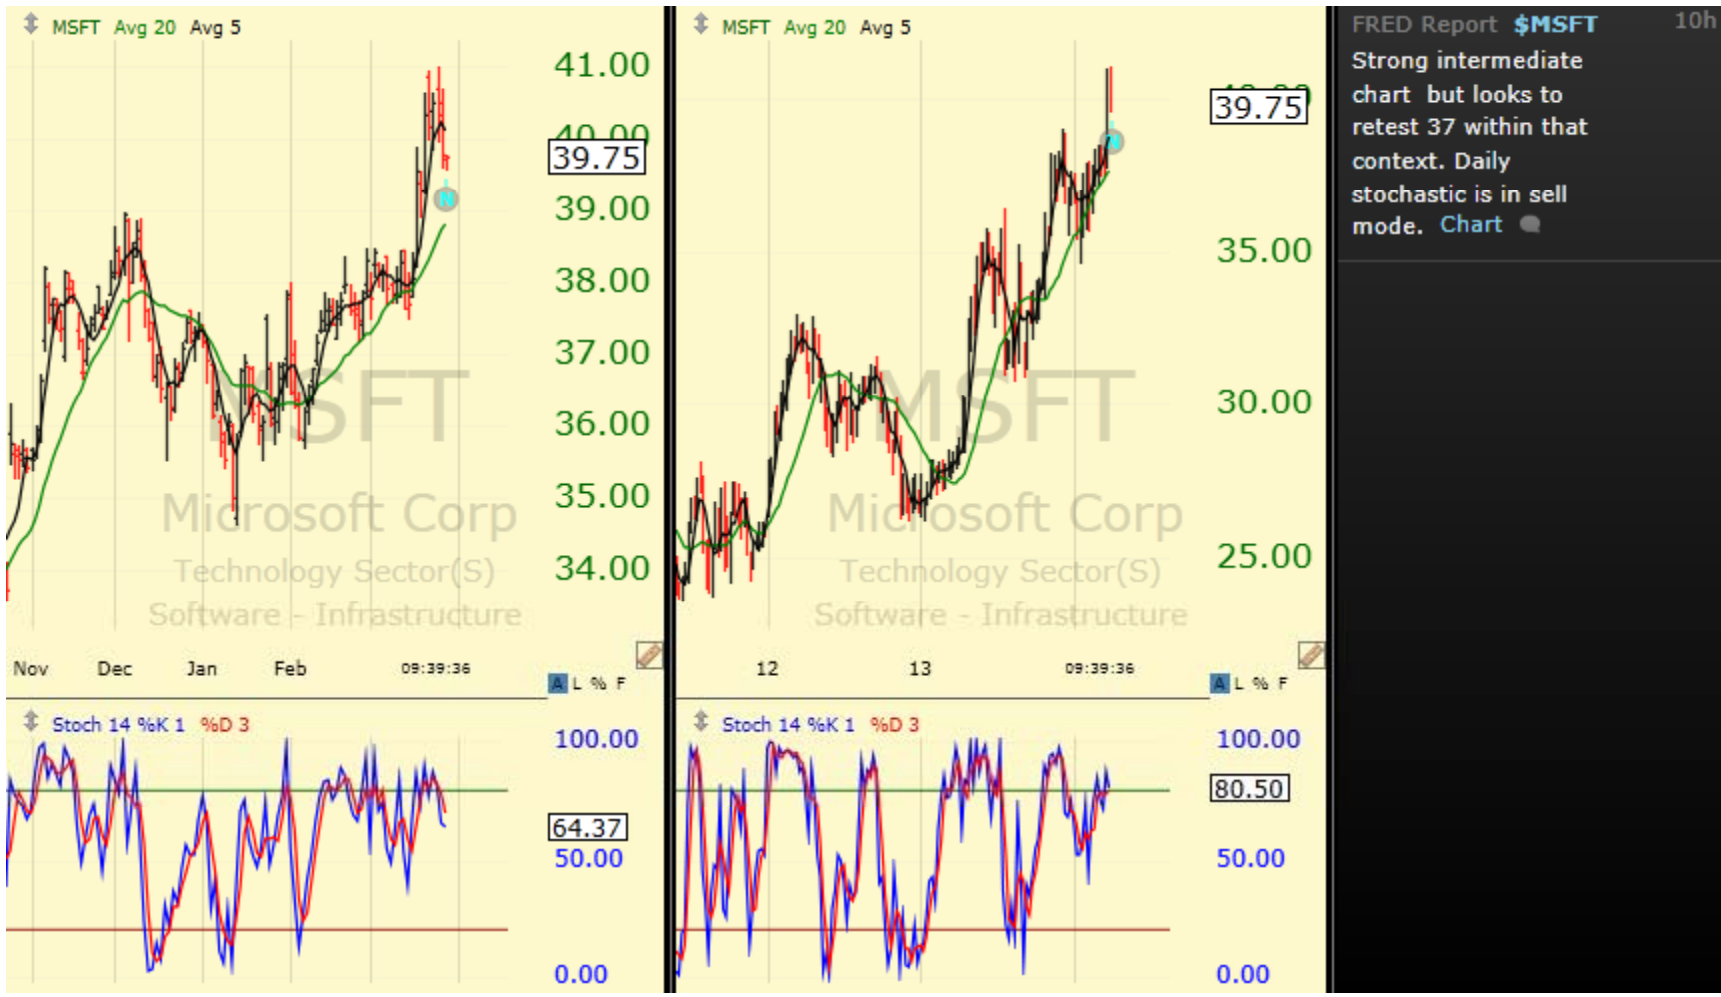 MSFT Avg 20 Avg 5
41.00
40.00
39.75
N
39.00
38.00
37.00
MSFT
36.00
35.00
Microsoft Corp
34.00
Technology Sector(S)
Software - Infrastructure
Nov Dec Jan Feb 09:39:36
A L % F
Stoch 14 %K 1 %D 3
100.00
64.37
50.00
0.00
MSFT Avg 20 Avg 5
39.75
N
35.00
MSFT
30.00
Microsoft Corp
25.00
Technology Sector(S)
Software - Infrastructure
12 13 09:39:36
A L % F
Stoch 14 %K 1 %D 3
100.00
80.50
50.00
0.00
FRED Report $MSFT 10h
Strong intermediate
chart but looks to
retest 37 within that
context. Daily
stochastic is in sell
mode. Chart